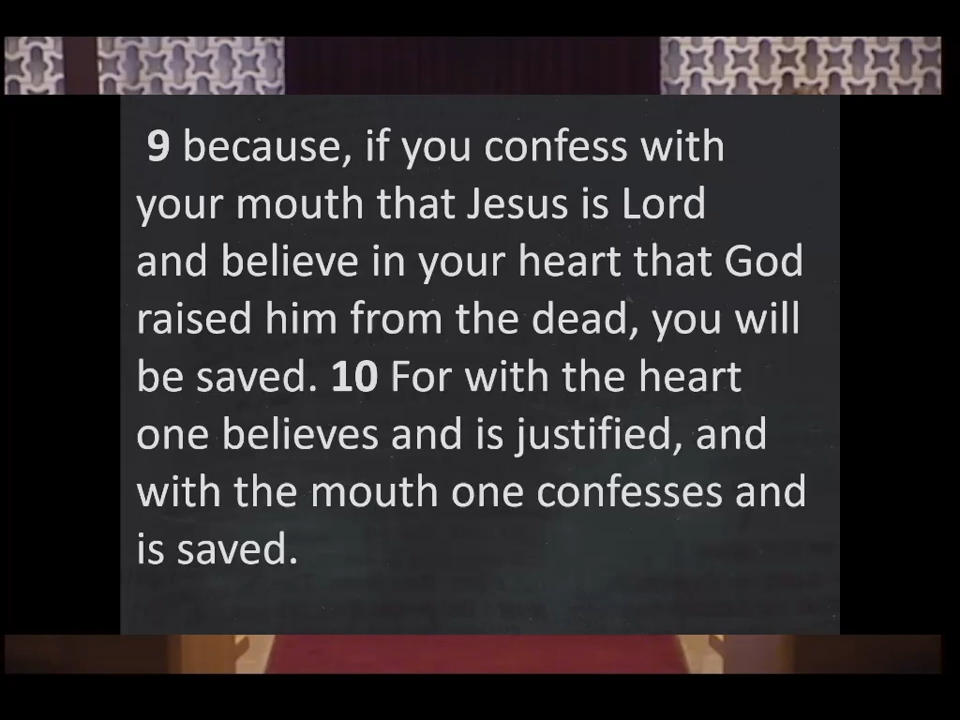 9 because, if you confess with
your mouth that Jesus is Lord
and believe in your heart that God
raised him from the dead, you will
be saved. 10 For with the heart
one believes and is justified, and
with the mouth one confesses and
is saved.